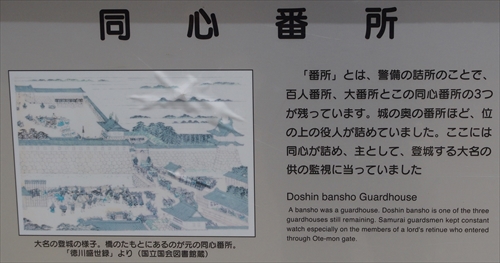 同心番所
「番所」とは、警備の詰所のことで、
百人番所、大番所とこの同心番所の3つ
が残っています。城の奥の番所ほど、位
の上の役人が詰めていました。ここには
同心が詰め、主として、登城する大名の
供の監視に当っていました
Doshin bansho Guardhouse
A bansho was a guardhouse. Doshin bansho is one of the three
guardhouses still remaining. Samurai guardsmen kept constant
watch especially on the members of a lord's retinue who entered
through Ote-mon gate.
大名の登城の様子。橋のたもとにあるのが元の同心番所。
「徳川盛世録」より（国立国会図書館蔵）